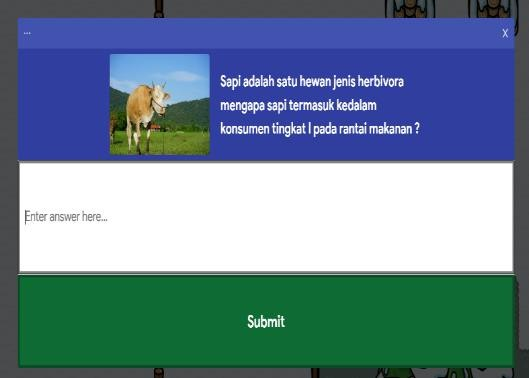 ...
X
Sapi adalah satu hewan jenis herbivora
mengapa sapi termasuk kedalam
konsumen tingkat I pada rantai makanan ?
Enter answer here...
Submit